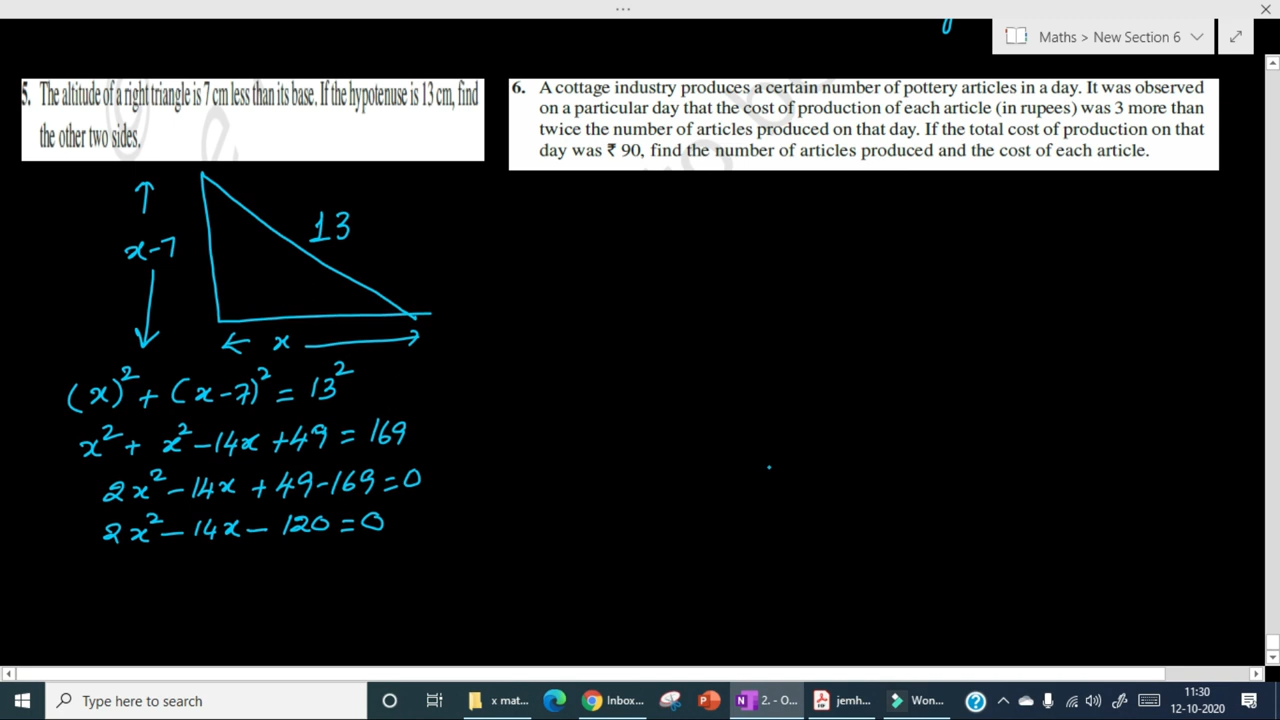 Maths > New Section 6
5. The altitude of a right triangle is 7 cm less than its base. If the hypotenuse is 13 cm, find
the other two sides.
6. A cottage industry produces a certain number of pottery articles in a day. It was observed
on a particular day that the cost of production of each article (in rupees) was 3 more than
twice the number of articles produced on that day. If the total cost of production on that
day was ₹ 90, find the number of articles produced and the cost of each article.
13
x-7
x
(x)² + (x-7)² = 13²
x² + x² - 14x + 49 = 169
2x² - 14x + 49 - 169 = 0
2x² - 14x - 120 = 0
Type here to search
x mat...
Inbox...
2. - O...
jemh...
Won...
11:30
12-10-2020